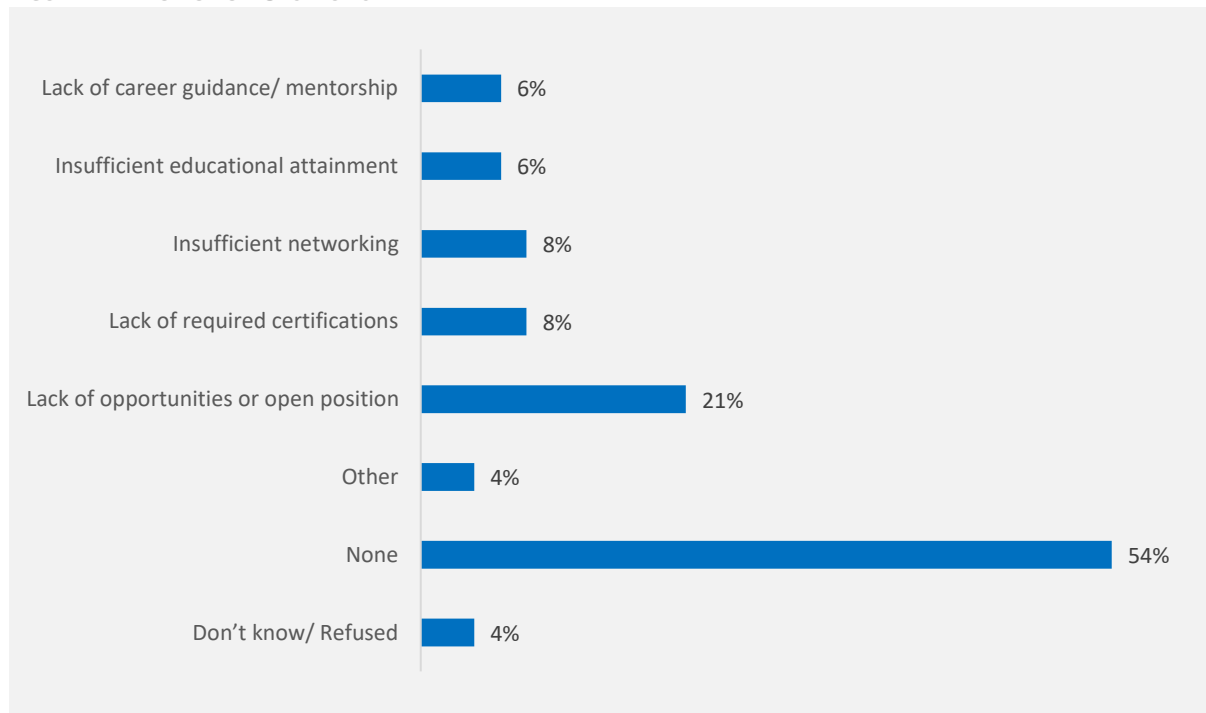 Lack of career guidance/ mentorship 6%
Insufficient educational attainment 6%
Insufficient networking 8%
Lack of required certifications 8%
Lack of opportunities or open position 21%
Other 4%
None 54%
Don’t know/ Refused 4%